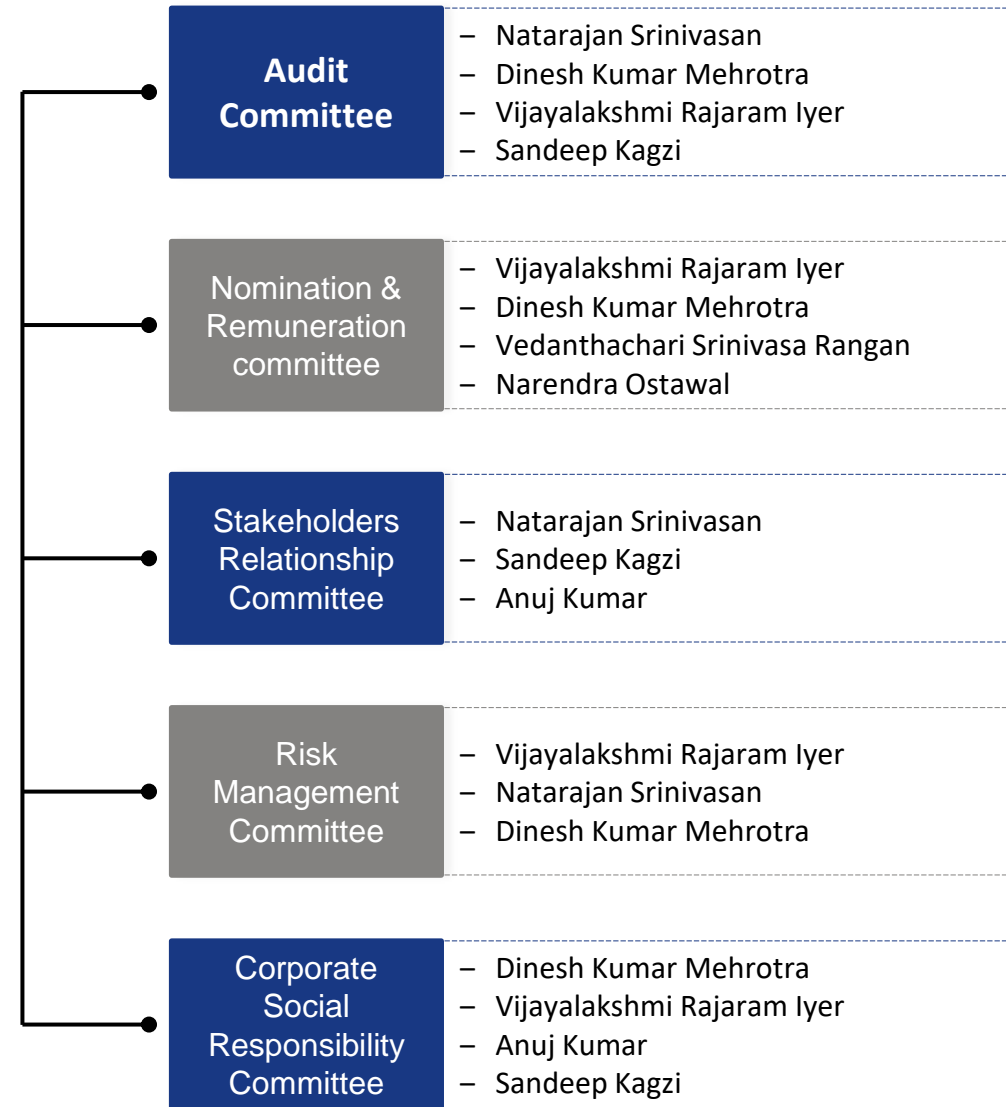 Audit
Committee
– Natarajan Srinivasan
– Dinesh Kumar Mehrotra
– Vijayalakshmi Rajaram Iyer
– Sandeep Kagzi
Nomination &
Remuneration
committee
– Vijayalakshmi Rajaram Iyer
– Dinesh Kumar Mehrotra
– Vedanthachari Srinivasa Rangan
– Narendra Ostawal
Stakeholders
Relationship
Committee
– Natarajan Srinivasan
– Sandeep Kagzi
– Anuj Kumar
Risk
Management
Committee
– Vijayalakshmi Rajaram Iyer
– Natarajan Srinivasan
– Dinesh Kumar Mehrotra
Corporate
Social
Responsibility
Committee
– Dinesh Kumar Mehrotra
– Vijayalakshmi Rajaram Iyer
– Anuj Kumar
– Sandeep Kagzi